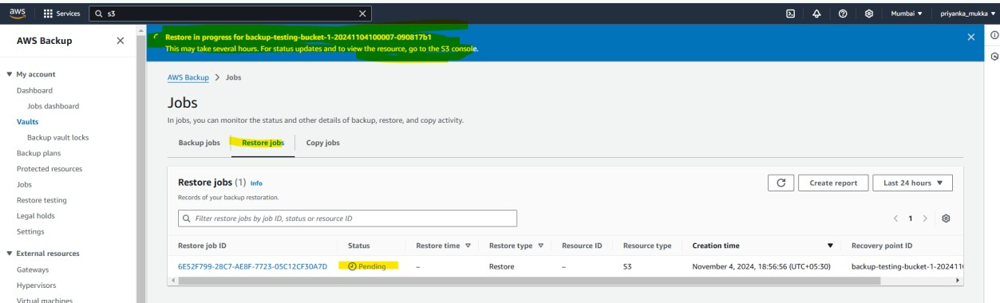 aws
Services
s3
Mumbai ▼
priyanka_mukka ▼
AWS Backup
Restore in progress for backup-testing-bucket-1-20241104100007-090817b1
This may take several hours. For status updates and to view the resource, go to the S3 console.
My account
Dashboard
Jobs dashboard
Vaults
Backup vault locks
Backup plans
Protected resources
Jobs
Restore testing
Legal holds
Settings
External resources
Gateways
Hypervisors
Virtual machines
AWS Backup > Jobs
Jobs
In jobs, you can monitor the status and other details of backup, restore, and copy activity.
Backup jobs
Restore jobs
Copy jobs
Restore jobs (1) Info
Records of your backup restoration.
Create report
Last 24 hours ▼
Filter restore jobs by job ID, status or resource ID
< 1 >
Restore job ID Status Restore time Restore type Resource ID Resource type Creation time Recovery point ID
6E52F799-28C7-AE8F-7723-05C12CF30A7D Pending – Restore – S3 November 4, 2024, 18:56:56 (UTC+05:30) backup-testing-bucket-1-202411